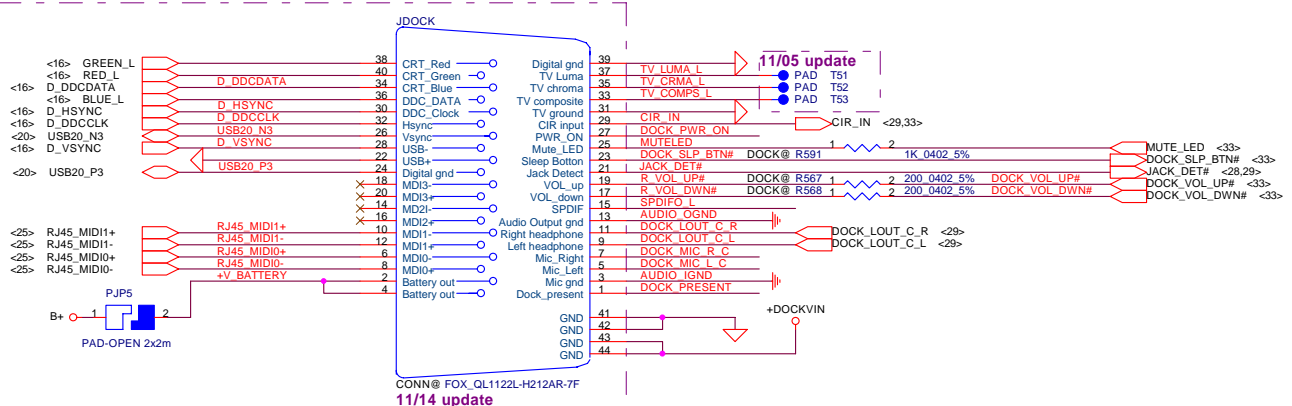 JDOCK
<16> GREEN_L 38 CRT_Red Digital gnd 39
<16> RED_L 40 CRT_Green TV Luma 37 TV_LUMA_L PAD T51
<16> D_DDCDATA D_DDCDATA 34 CRT_Blue TV chroma 35 TV_CRMA_L PAD T52
<16> BLUE_L 36 DDC_DATA TV composite 33 TV_COMPS_L PAD T53
11/05 update
<16> D_HSYNC D_HSYNC 30 DDC_Clock TV ground 31
<16> D_DDCCLK D_DDCCLK 32 Hsync CIR input 29 CIR_IN CIR_IN <29,33>
<20> USB20_N3 USB20_N3 26 Vsync PWR_ON 27 DOCK_PWR_ON
<16> D_VSYNC D_VSYNC 28 USB- Mute_LED 25 MUTELED 1 2 MUTE_LED <33>
22 USB+ Sleep Botton 23 DOCK_SLP_BTN# DOCK@ R591 1K_0402_5% DOCK_SLP_BTN# <33>
<20> USB20_P3 USB20_P3 24 Digital gnd Jack Detect 21 JACK_DET# JACK_DET# <28,29>
18 MDI3- VOL_up 19 R_VOL_UP# DOCK@ R567 1 2 200_0402_5% DOCK_VOL_UP# DOCK_VOL_UP# <33>
20 MDI3+ VOL_down 17 R_VOL_DWN# DOCK@ R568 1 2 200_0402_5% DOCK_VOL_DWN# DOCK_VOL_DWN# <33>
14 MD2I- SPDIF 15 SPDIFO_L
16 MDI2+ Audio Output gnd 13 AUDIO_OGND
<25> RJ45_MIDI1+ RJ45_MIDI1+ 10 MDI1- Right headphone 11 DOCK_LOUT_C_R DOCK_LOUT_C_R <29>
<25> RJ45_MIDI1- RJ45_MIDI1- 12 MDI1+ Left headphone 9 DOCK_LOUT_C_L DOCK_LOUT_C_L <29>
<25> RJ45_MIDI0+ RJ45_MIDI0+ 6 MDI0- Mic_Right 7 DOCK_MIC_R_C
<25> RJ45_MIDI0- RJ45_MIDI0- 8 MDI0+ Mic_Left 5 DOCK_MIC_L_C
+V_BATTERY 2 Battery out Mic gnd 3 AUDIO_IGND
4 Battery out Dock_present 1 DOCK_PRESENT
PJP5
B+ 1 2
PAD-OPEN 2x2m
+DOCKVIN
GND 41
GND 42
GND 43
GND 44
CONN@ FOX_QL1122L-H212AR-7F
11/14 update